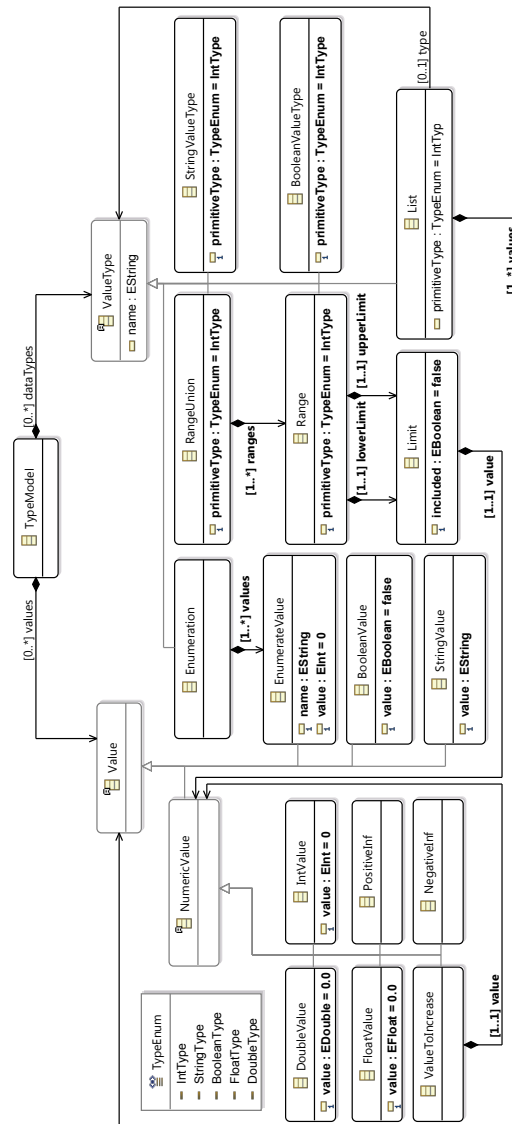 TypeModel
[0..*] values
[0..*] dataTypes
Value
ValueType
name : EString
TypeEnum
IntType
StringType
BooleanType
FloatType
DoubleType
NumericValue
Enumeration
RangeUnion
primitiveType : TypeEnum = IntType
StringValueType
primitiveType : TypeEnum = IntType
[1..*] values
[1..*] ranges
DoubleValue
value : EDouble = 0.0
IntValue
value : EInt = 0
EnumerateValue
name : EString
value : EInt = 0
Range
primitiveType : TypeEnum = IntType
BooleanValueType
primitiveType : TypeEnum = IntType
FloatValue
value : EFloat = 0.0
PositiveInf
BooleanValue
value : EBoolean = false
[1..1] lowerLimit
[1..1] upperLimit
[0..1] type
ValueToIncrease
NegativeInf
StringValue
value : EString
Limit
included : EBoolean = false
List
primitiveType : TypeEnum = IntTyp
[1..1] value
[1..1] value
[1..*] values